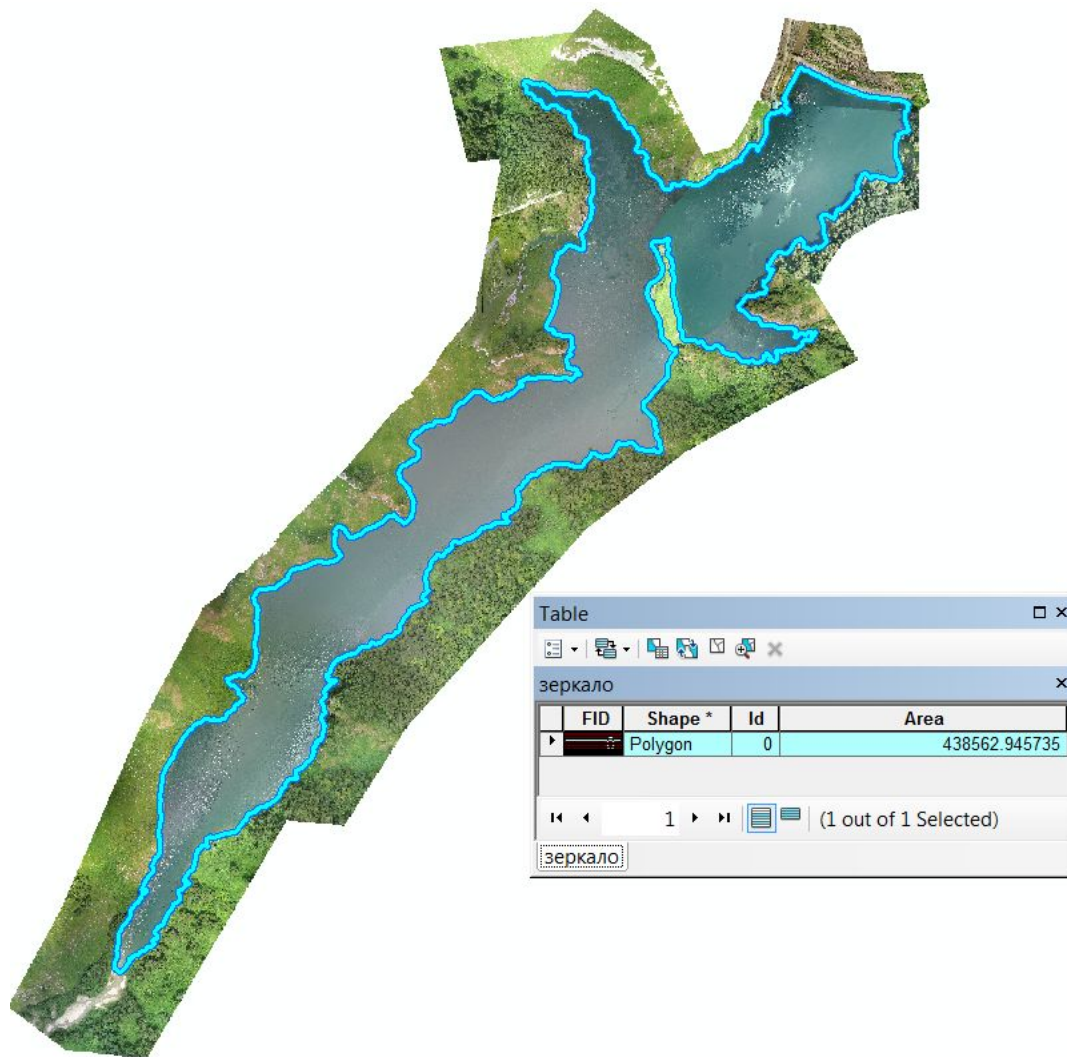 Table
зеркало
FID Shape * Id Area
Polygon 0 438562.945735
1 (1 out of 1 Selected)
зеркало